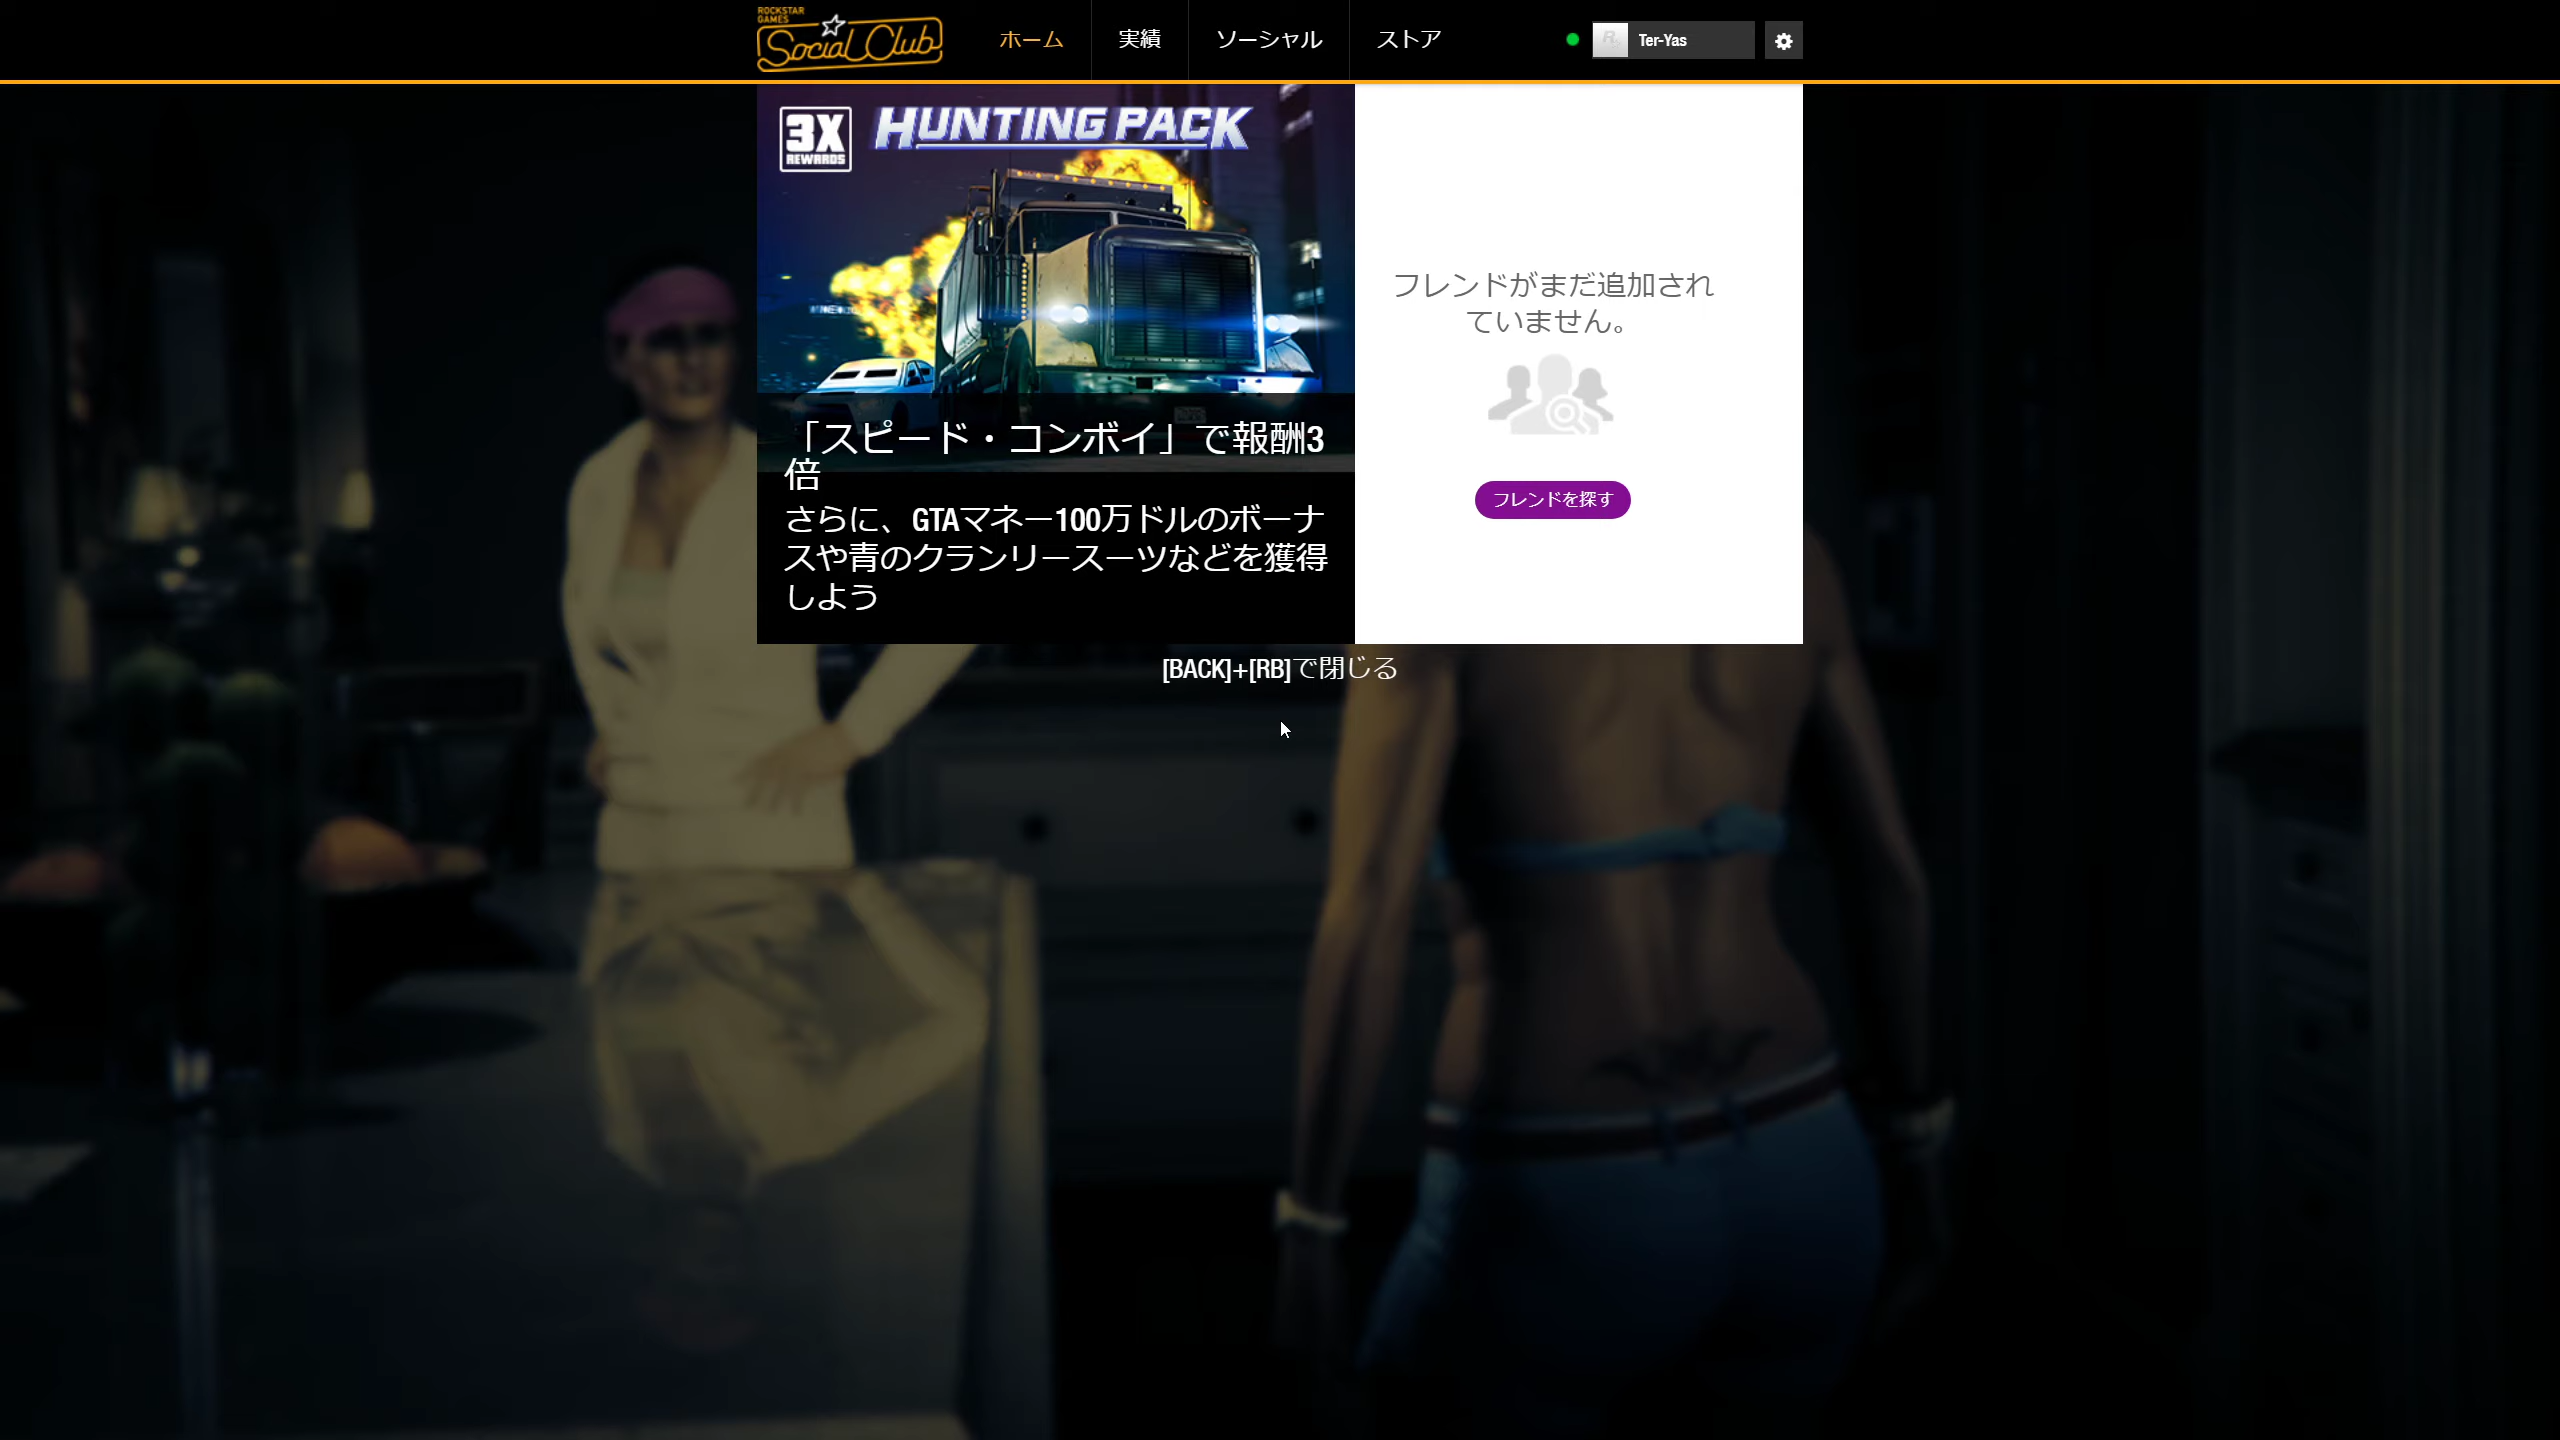 ROCKSTAR
GAMES
Social Club
ホーム
実績
ソーシャル
ストア
Ter-Yas
3X
REWARDS
HUNTING PACK
「スピード・コンボイ」で報酬3
倍
さらに、GTAマネー100万ドルのボーナ
スや青のクランリースーツなどを獲得
しよう
フレンドがまだ追加され
ていません。
フレンドを探す
[BACK]+[RB]で閉じる